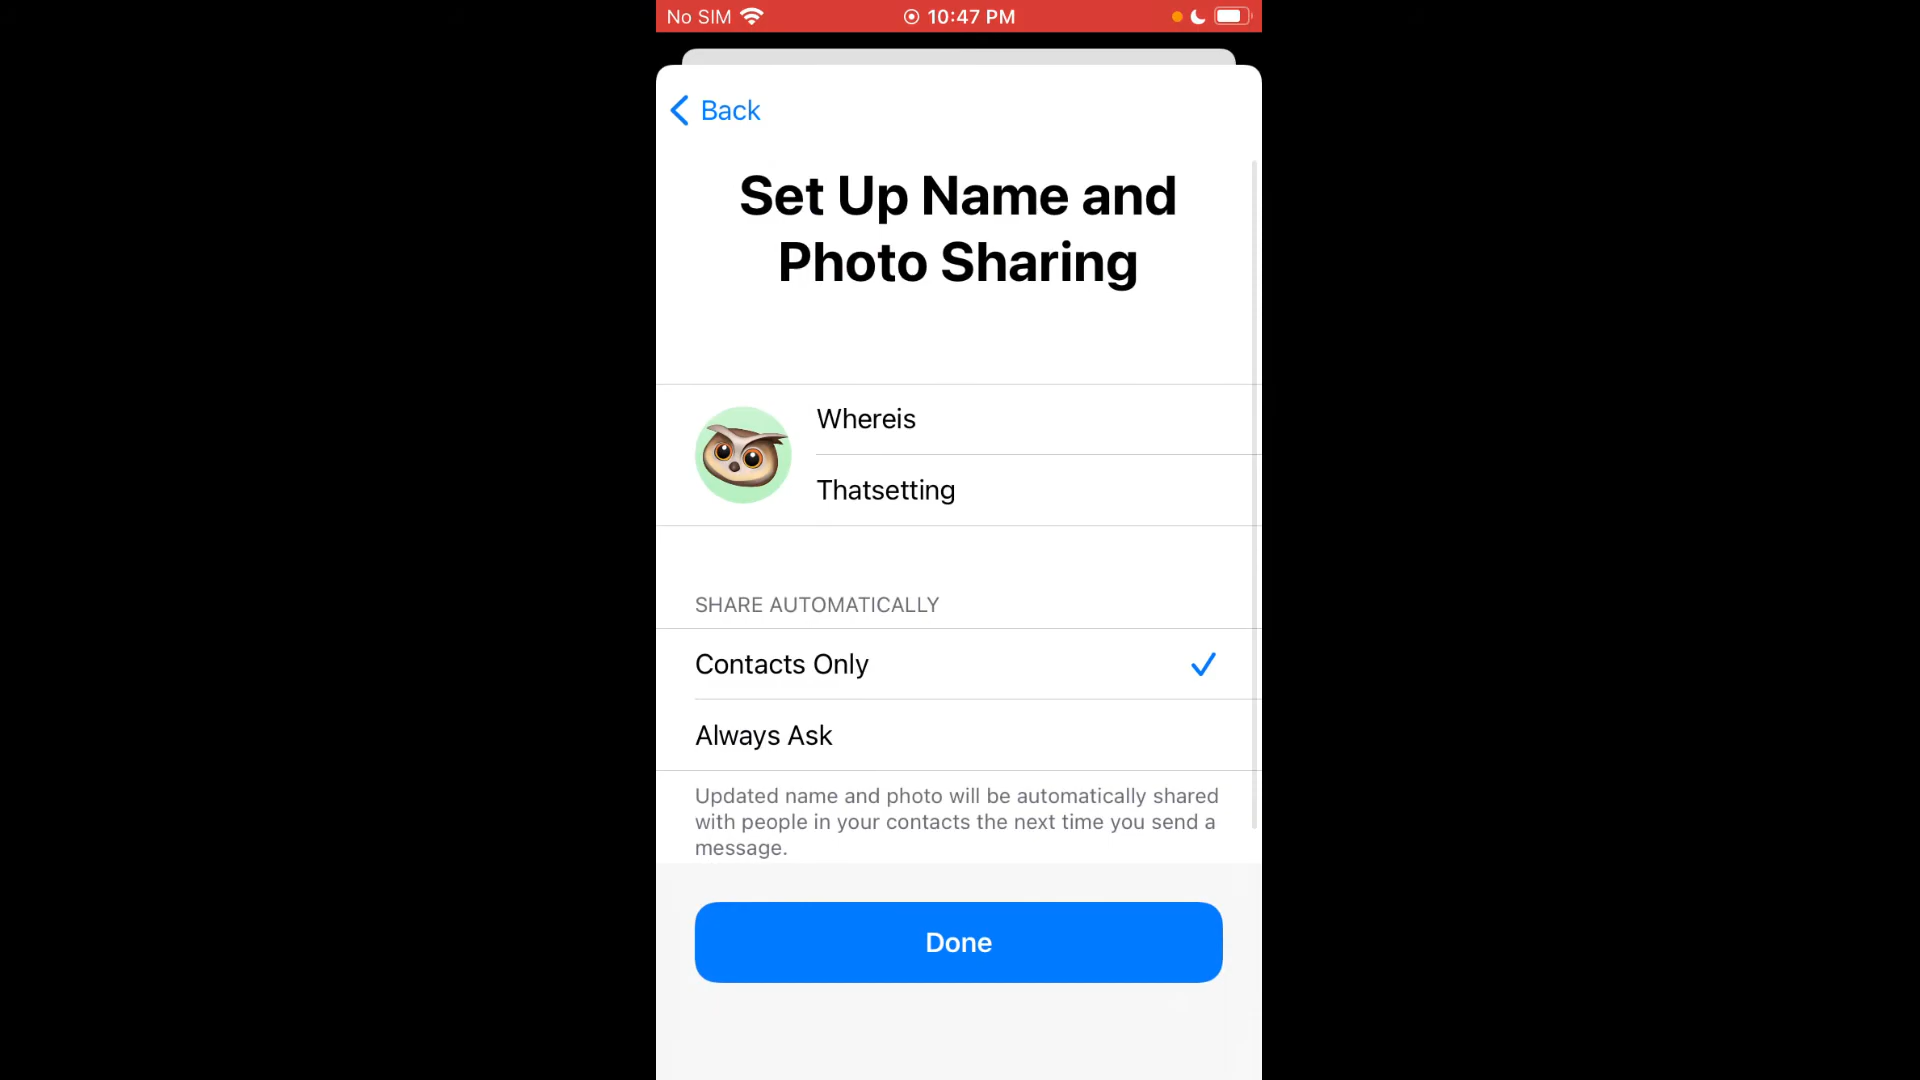 No SIM 10:47 PM
Back
Set Up Name and
Photo Sharing
Whereis
Thatsetting
SHARE AUTOMATICALLY
Contacts Only
Always Ask
Updated name and photo will be automatically shared
with people in your contacts the next time you send a
message.
Done